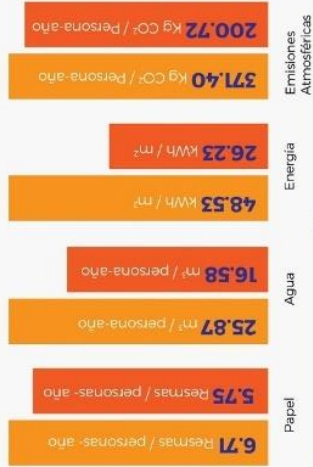 6.71 Resmas / personas- año
5.75 Resmas / personas- año
Papel
25.87 m³ / persona-año
16.58 m³ / persona-año
Agua
48.53 kWh / m²
26.23 kWh / m²
Energía
371.40 Kg CO² / Persona-año
200.72 Kg CO² / Persona-año
Emisiones
Atmosféricas